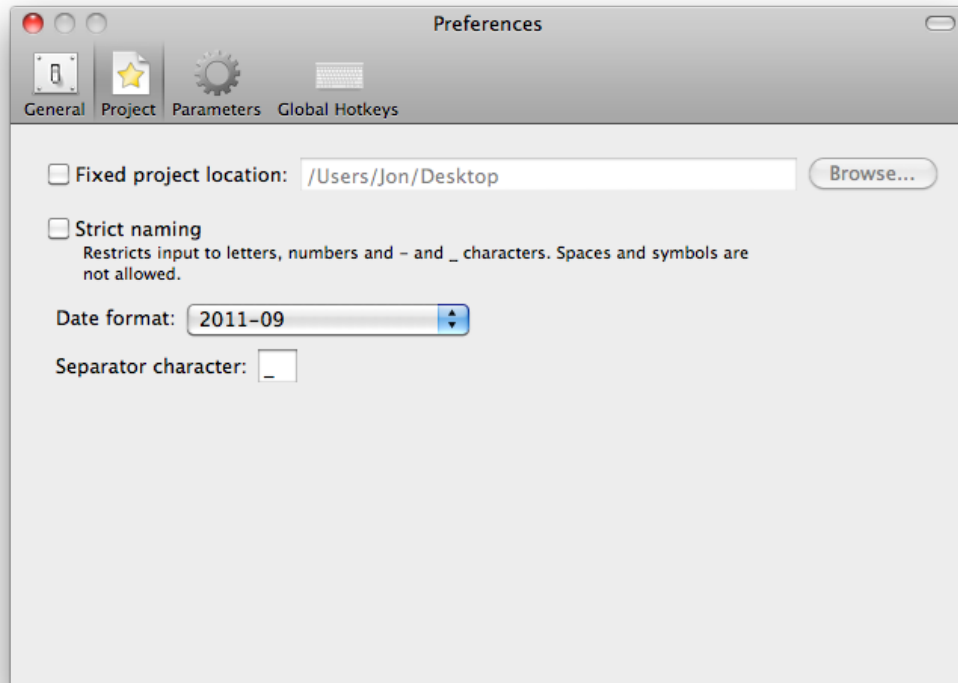 Preferences
General Project Parameters Global Hotkeys
Fixed project location: /Users/Jon/Desktop Browse...
Strict naming
Restricts input to letters, numbers and - and _ characters. Spaces and symbols are
not allowed.
Date format: 2011-09
Separator character: _